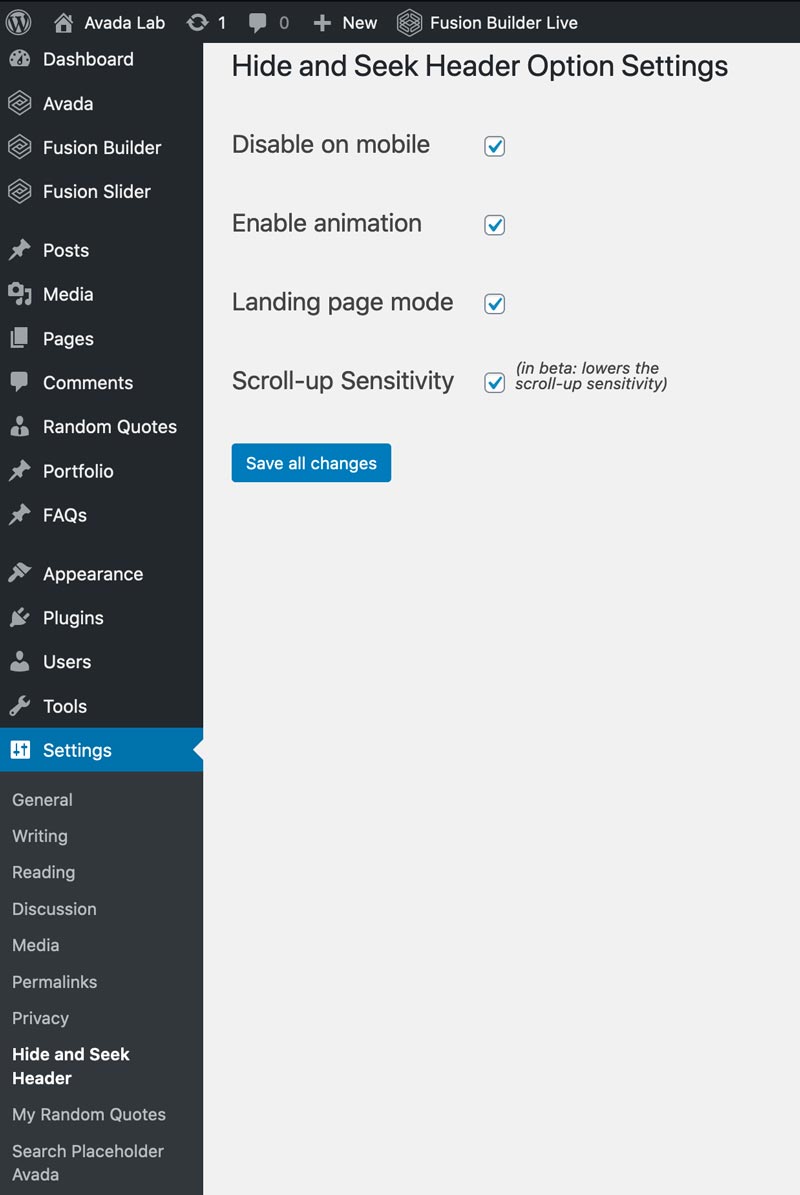 Avada Lab 1 0 New Fusion Builder Live
Dashboard
Avada
Fusion Builder
Fusion Slider
Posts
Media
Pages
Comments
Random Quotes
Portfolio
FAQs
Appearance
Plugins
Users
Tools
Settings
General
Writing
Reading
Discussion
Media
Permalinks
Privacy
Hide and Seek
Header
My Random Quotes
Search Placeholder
Avada
Hide and Seek Header Option Settings
Disable on mobile
Enable animation
Landing page mode
Scroll-up Sensitivity
(in beta: lowers the
scroll-up sensitivity)
Save all changes